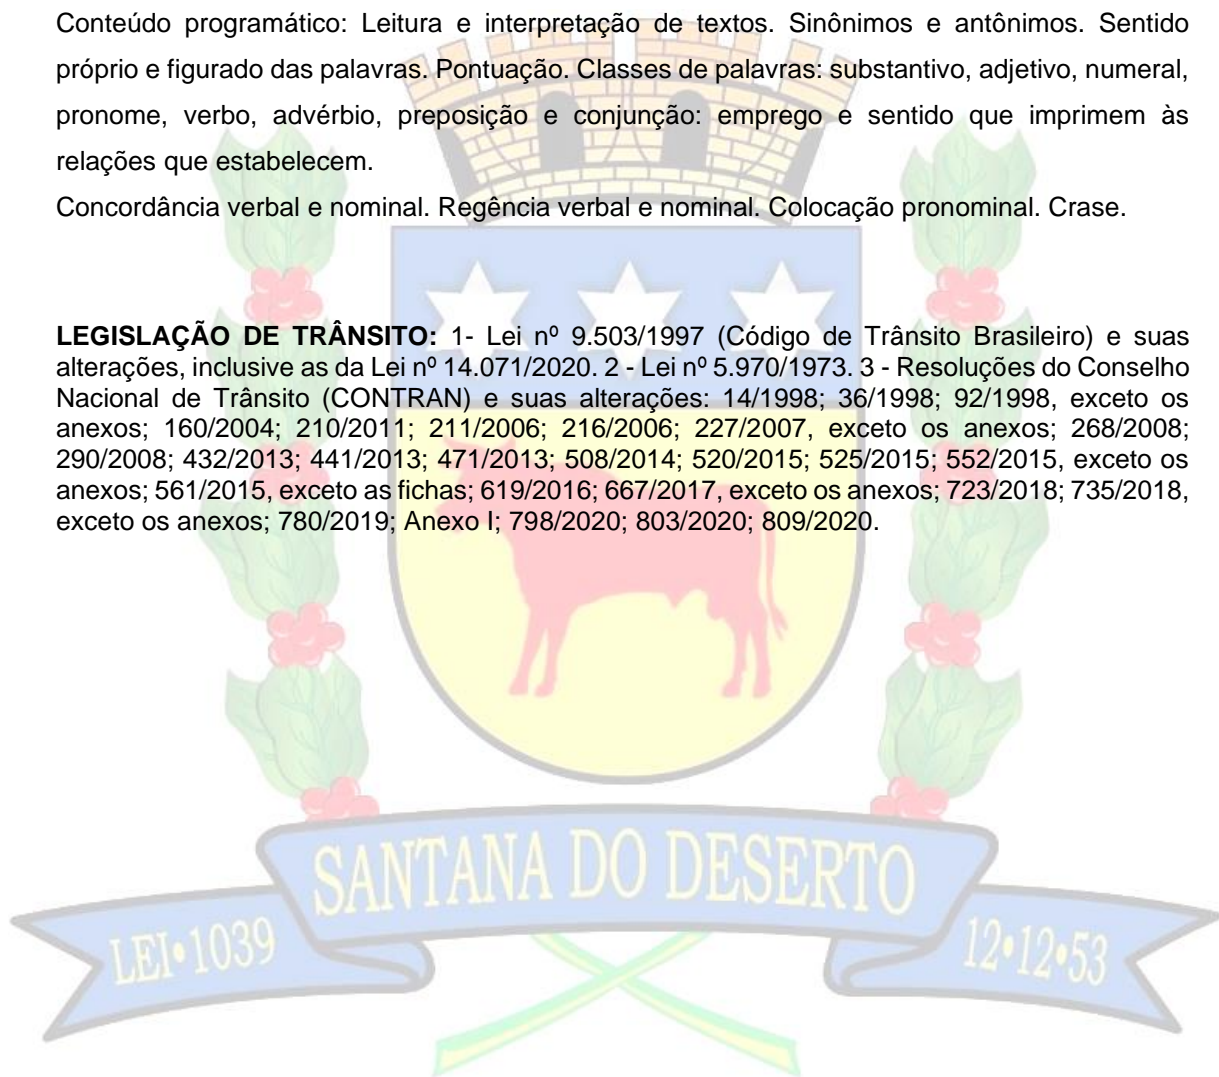 Conteúdo programático: Leitura e interpretação de textos. Sinônimos e antônimos. Sentido
próprio e figurado das palavras. Pontuação. Classes de palavras: substantivo, adjetivo, numeral,
pronome, verbo, advérbio, preposição e conjunção: emprego e sentido que imprimem às
relações que estabelecem.
Concordância verbal e nominal. Regência verbal e nominal. Colocação pronominal. Crase.
LEGISLAÇÃO DE TRÂNSITO: 1- Lei nº 9.503/1997 (Código de Trânsito Brasileiro) e suas
alterações, inclusive as da Lei nº 14.071/2020. 2 - Lei nº 5.970/1973. 3 - Resoluções do Conselho
Nacional de Trânsito (CONTRAN) e suas alterações: 14/1998; 36/1998; 92/1998, exceto os
anexos; 160/2004; 210/2011; 211/2006; 216/2006; 227/2007, exceto os anexos; 268/2008;
290/2008; 432/2013; 441/2013; 471/2013; 508/2014; 520/2015; 525/2015; 552/2015, exceto os
anexos; 561/2015, exceto as fichas; 619/2016; 667/2017, exceto os anexos; 723/2018; 735/2018,
exceto os anexos; 780/2019; Anexo I; 798/2020; 803/2020; 809/2020.
SANTANA DO DESERTO
LEI•1039
12•12•53